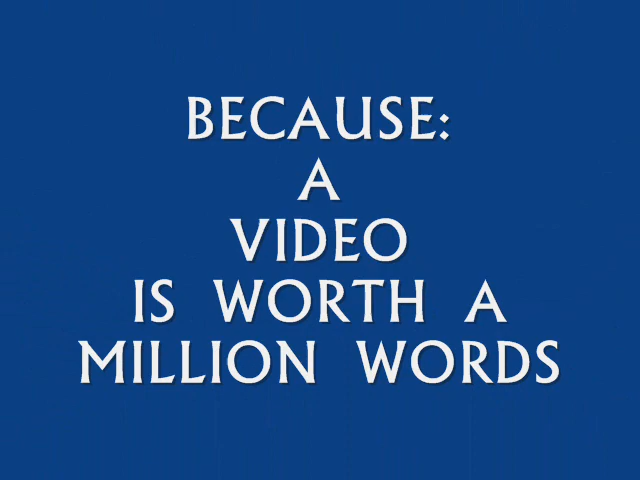 BECAUSE:
A
VIDEO
IS WORTH A
MILLION WORDS